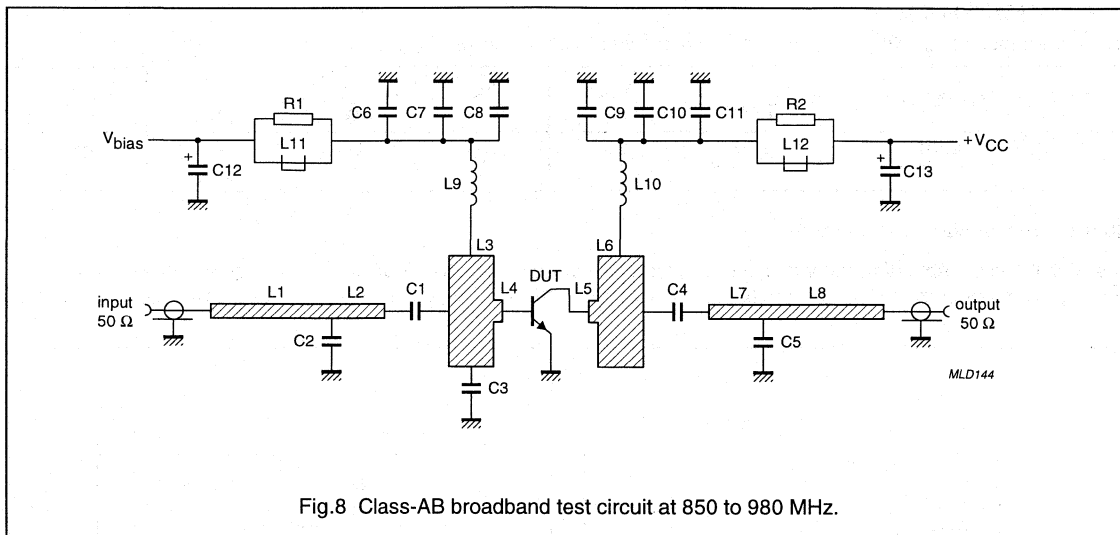 R1
R2
C6
C7
C8
C9
C10
C11
V_bias
L11
L12
+V_CC
+
C12
+
C13
L9
L10
L3
L6
DUT
input
50 Ω
L1
L2
C1
L4
L5
C4
L7
L8
output
50 Ω
C2
C5
C3
MLD144
Fig.8 Class-AB broadband test circuit at 850 to 980 MHz.